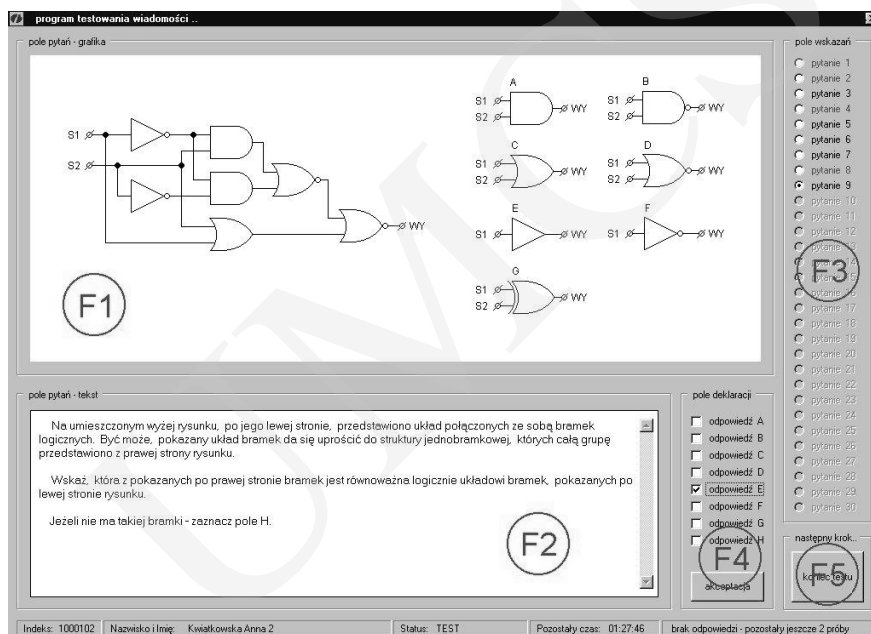 program testowania wiadomości ..
pole pytań - grafika
S1
S2
WY
A
S1
S2
WY
B
S1
S2
WY
C
S1
S2
WY
D
S1
S2
WY
E
S1
WY
F
S1
WY
G
S1
S2
WY
F1
pole wskazań
pytanie 1
pytanie 2
pytanie 3
pytanie 4
pytanie 5
pytanie 6
pytanie 7
pytanie 8
pytanie 9
pytanie 10
pytanie 11
pytanie 12
pytanie 13
pytanie 14
pytanie 15
pytanie 16
pytanie 17
pytanie 18
pytanie 19
pytanie 20
pytanie 21
pytanie 22
pytanie 23
pytanie 24
pytanie 25
pytanie 26
pytanie 27
pytanie 28
pytanie 29
pytanie 30
F3
pole pytań - tekst
Na umieszczonym wyżej rysunku, po jego lewej stronie, przedstawiono układ połączonych ze sobą bramek
logicznych. Być może, pokazany układ bramek da się uprościć do struktury jednobramkowej, których całą grupę
przedstawiono z prawej strony rysunku.
Wskaż, która z pokazanych po prawej stronie bramek jest równoważna logicznie układowi bramek, pokazanych po
lewej stronie rysunku.
Jeżeli nie ma takiej bramki - zaznacz pole H.
F2
pole deklaracji
odpowiedź A
odpowiedź B
odpowiedź C
odpowiedź D
odpowiedź E
odpowiedź F
odpowiedź G
odpowiedź H
F4
akceptacja
następny krok..
koniec testu
F5
Indeks: 1000102
Nazwisko i Imię: Kwiatkowska Anna 2
Status: TEST
Pozostały czas: 01:27:46
brak odpowiedzi - pozostały jeszcze 2 próby
UMCS